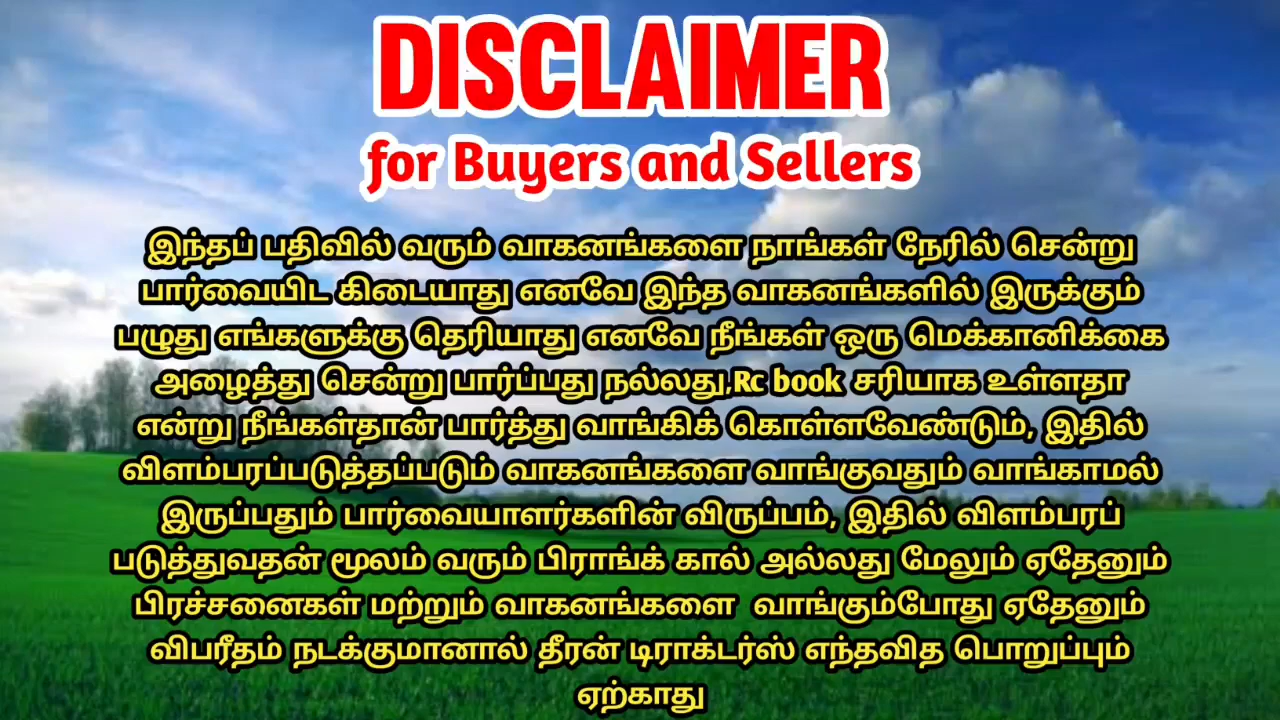 DISCLAIMER
for Buyers and Sellers
இந்தப் பதிவில் வரும் வாகனங்களை நாங்கள் நேரில் சென்று
பார்வையிட கிடையாது எனவே இந்த வாகனங்களில் இருக்கும்
பழுது எங்களுக்கு தெரியாது எனவே நீங்கள் ஒரு மெக்கானிக்கை
அழைத்து சென்று பார்ப்பது நல்லது,Rc book சரியாக உள்ளதா
என்று நீங்கள்தான் பார்த்து வாங்கிக் கொள்ளவேண்டும், இதில்
விளம்பரப்படுத்தப்படும் வாகனங்களை வாங்குவதும் வாங்காமல்
இருப்பதும் பார்வையாளர்களின் விருப்பம், இதில் விளம்பரப்
படுத்துவதன் மூலம் வரும் பிராங்க் கால் அல்லது மேலும் ஏதேனும்
பிரச்சனைகள் மற்றும் வாகனங்களை வாங்கும்போது ஏதேனும்
விபரீதம் நடக்குமானால் தீரன் டிராக்டர்ஸ் எந்தவித பொறுப்பும்
ஏற்காது